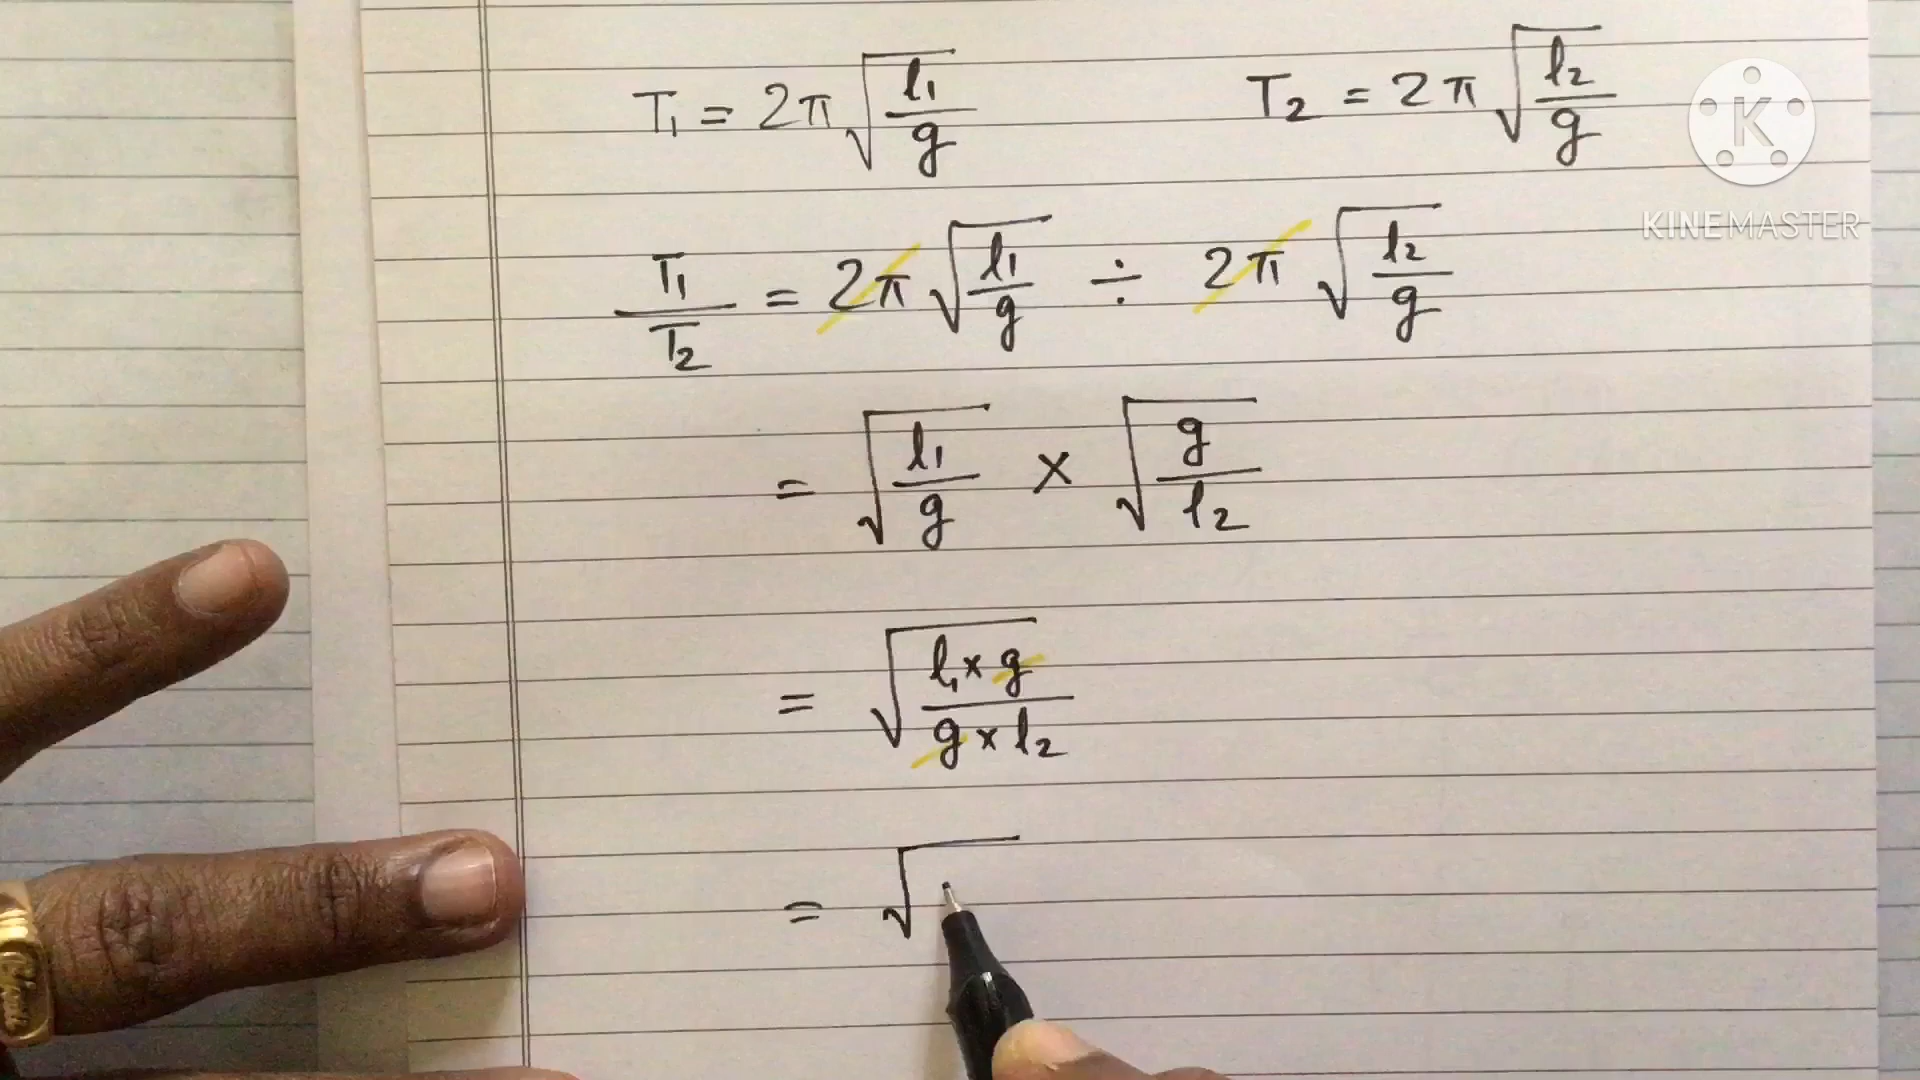 T₁ = 2π √(l₁/g) T₂ = 2π √(l₂/g)
K
KINEMASTER
T₁/T₂ = 2π √(l₁/g) ÷ 2π √(l₂/g)
= √(l₁/g) × √(g/l₂)
= √((l₁ × g)/(g × l₂))
= √